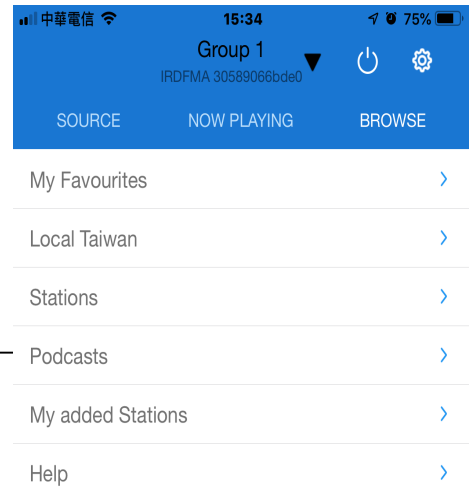 中華電信 15:34 75%
Group 1
IRDFMA 30589066bde0
SOURCE NOW PLAYING BROWSE
My Favourites
Local Taiwan
Stations
Podcasts
My added Stations
Help